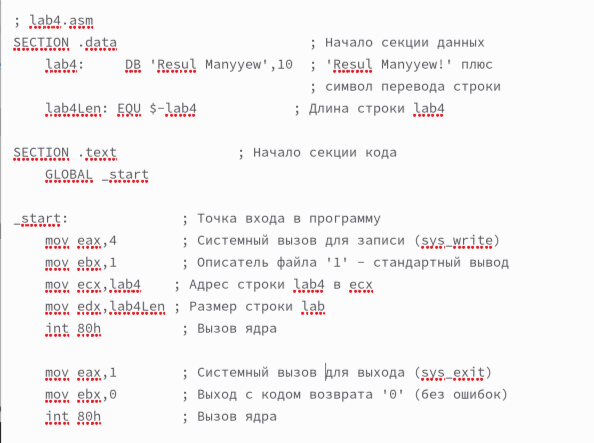 ; lab4.asm
SECTION .data ; Начало секции данных
lab4: DB 'Resul Manyyew',10 ; 'Resul Manyyew!' плюс
; символ перевода строки
lab4Len: EQU $-lab4 ; Длина строки lab4
SECTION .text ; Начало секции кода
GLOBAL _start
_start: ; Точка входа в программу
mov eax,4 ; Системный вызов для записи (sys_write)
mov ebx,1 ; Описатель файла '1' - стандартный вывод
mov ecx,lab4 ; Адрес строки lab4 в ecx
mov edx,lab4Len ; Размер строки lab
int 80h ; Вызов ядра
mov eax,1 ; Системный вызов для выхода (sys_exit)
mov ebx,0 ; Выход с кодом возврата '0' (без ошибок)
int 80h ; Вызов ядра